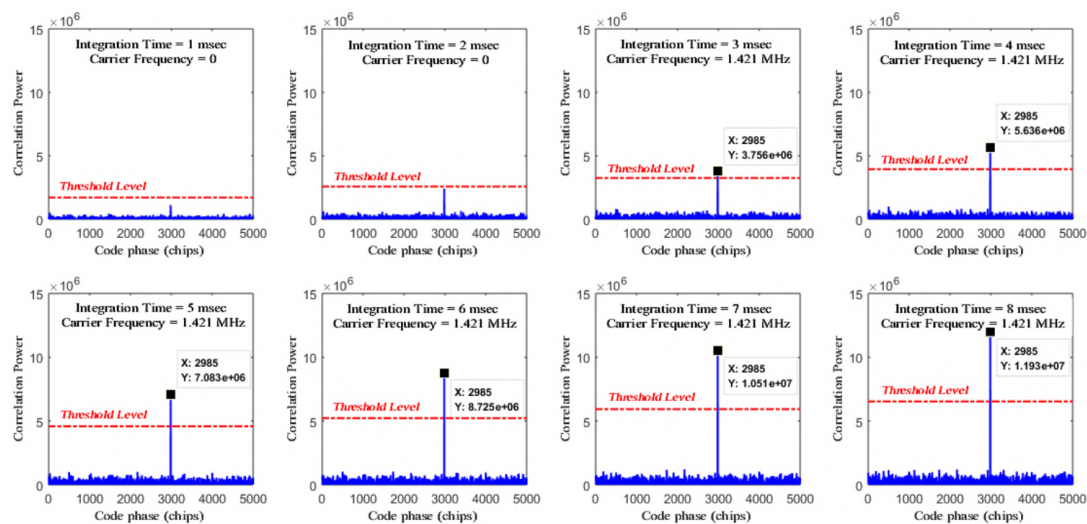 ×10^6
15
10
5
0
Correlation Power
Integration Time = 1 msec
Carrier Frequency = 0
Threshold Level
0 1000 2000 3000 4000 5000
Code phase (chips)
×10^6
15
10
5
0
Correlation Power
Integration Time = 2 msec
Carrier Frequency = 0
Threshold Level
0 1000 2000 3000 4000 5000
Code phase (chips)
×10^6
15
10
5
0
Correlation Power
Integration Time = 3 msec
Carrier Frequency = 1.421 MHz
X: 2985
Y: 3.756e+06
Threshold Level
0 1000 2000 3000 4000 5000
Code phase (chips)
×10^6
15
10
5
0
Correlation Power
Integration Time = 4 msec
Carrier Frequency = 1.421 MHz
X: 2985
Y: 5.636e+06
Threshold Level
0 1000 2000 3000 4000 5000
Code phase (chips)
×10^6
15
10
5
0
Correlation Power
Integration Time = 5 msec
Carrier Frequency = 1.421 MHz
X: 2985
Y: 7.083e+06
Threshold Level
0 1000 2000 3000 4000 5000
Code phase (chips)
×10^6
15
10
5
0
Correlation Power
Integration Time = 6 msec
Carrier Frequency = 1.421 MHz
X: 2985
Y: 8.725e+06
Threshold Level
0 1000 2000 3000 4000 5000
Code phase (chips)
×10^6
15
10
5
0
Correlation Power
Integration Time = 7 msec
Carrier Frequency = 1.421 MHz
X: 2985
Y: 1.051e+07
Threshold Level
0 1000 2000 3000 4000 5000
Code phase (chips)
×10^6
15
10
5
0
Correlation Power
Integration Time = 8 msec
Carrier Frequency = 1.421 MHz
X: 2985
Y: 1.193e+07
Threshold Level
0 1000 2000 3000 4000 5000
Code phase (chips)